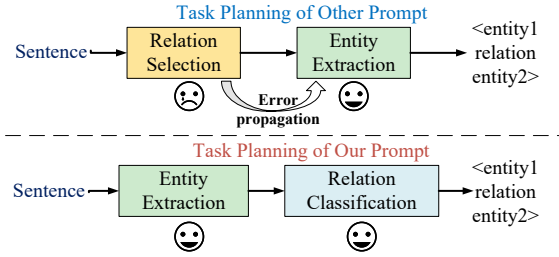 Task Planning of Other Prompt
Sentence
Relation
Selection
Entity
Extraction
<entity1
relation
entity2>
Error
propagation
Task Planning of Our Prompt
Sentence
Entity
Extraction
Relation
Classification
<entity1
relation
entity2>